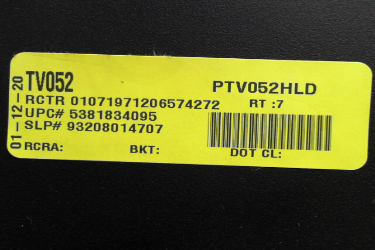 01-12-20
TV052 PTV052HLD
RCTR 01071971206574272 RT :7
UPC# 5381834095
SLP# 93208014707
RCRA: BKT: DOT CL: